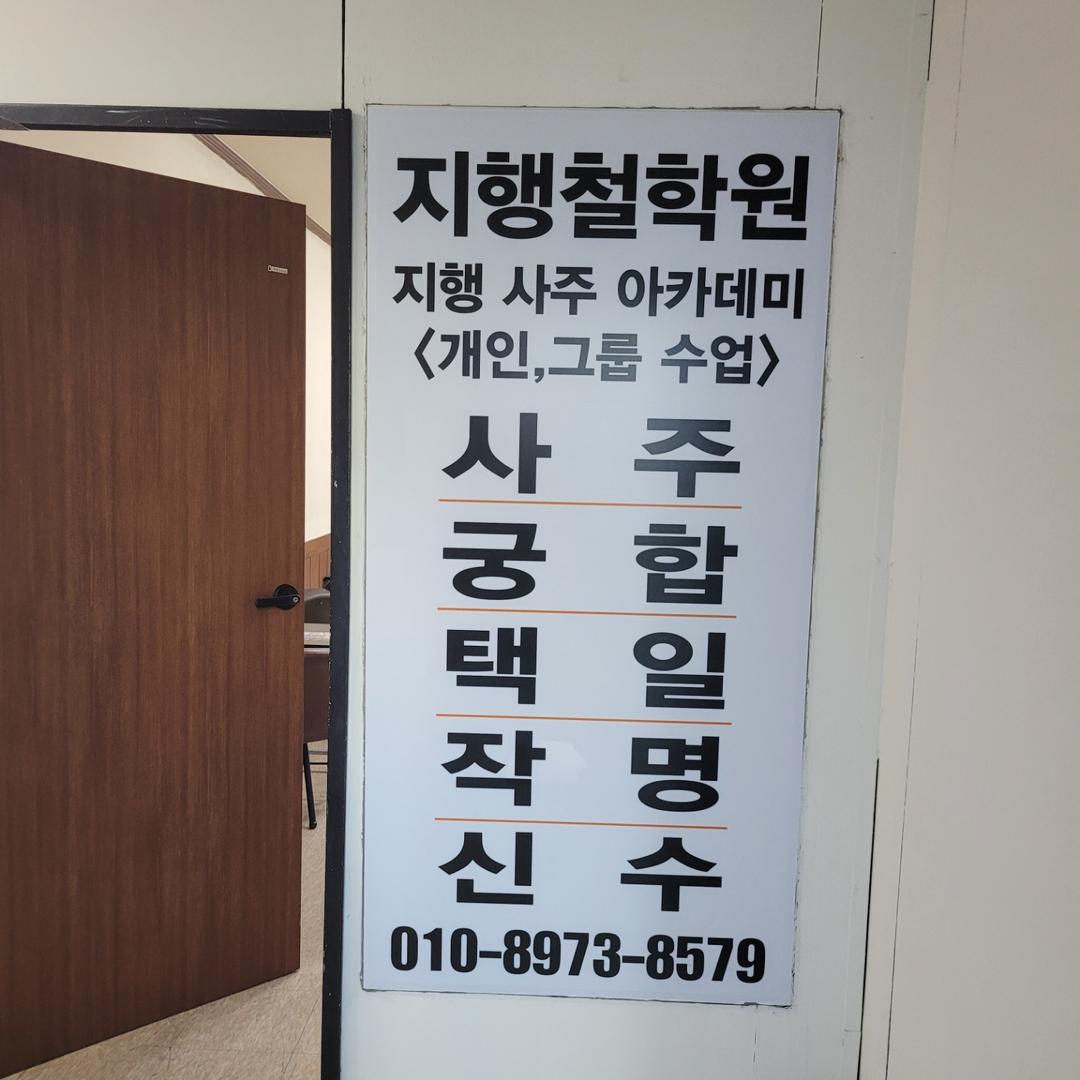 지행철학원
지행 사주 아카데미
<개인,그룹 수업>
사 주
궁 합
택 일
작 명
신 수
010-8973-8579